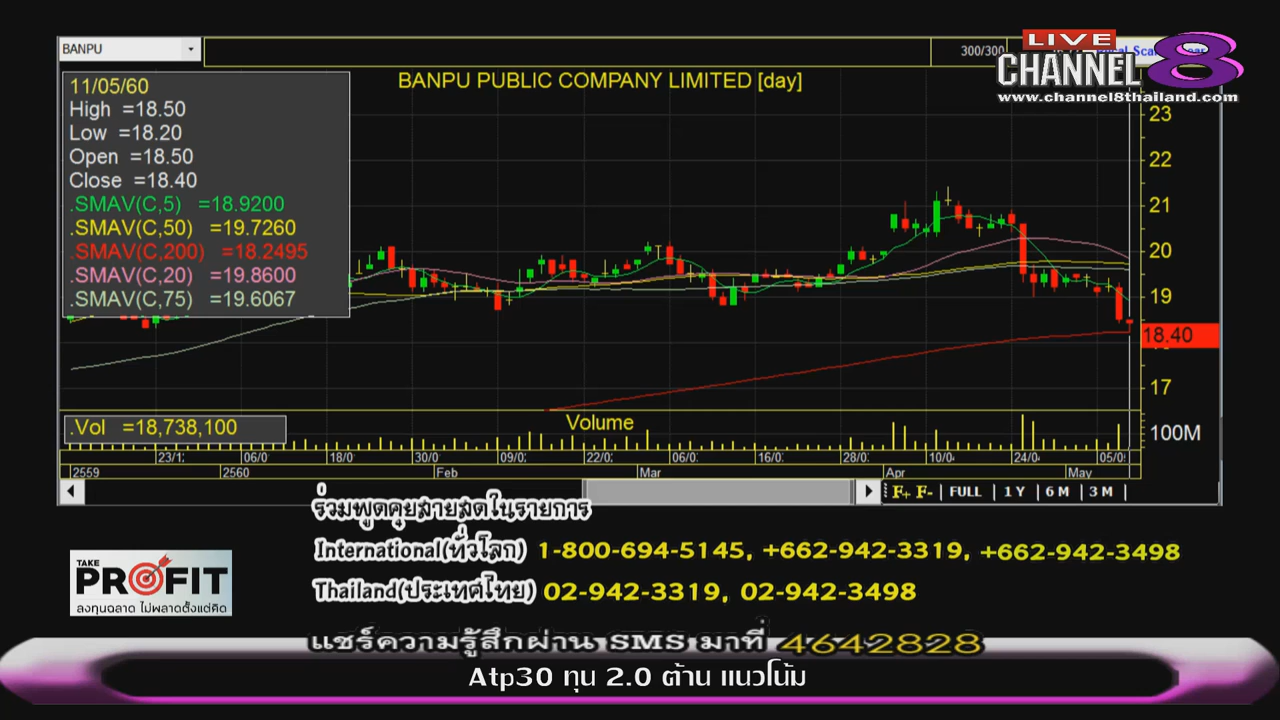 BANPU
300/300
LIVE
CHANNEL 8
www.channel8thailand.com
BANPU PUBLIC COMPANY LIMITED [day]
11/05/60
High =18.50
Low =18.20
Open =18.50
Close =18.40
.SMAV(C,5) =18.9200
.SMAV(C,50) =19.7260
.SMAV(C,200) =18.2495
.SMAV(C,20) =19.8600
.SMAV(C,75) =19.6067
23
22
21
20
19
18.40
17
.Vol =18,738,100
Volume
100M
23/1: 06/0 18/0 30/0 09/0: 22/0: 06/0: 16/0: 28/0: 10/0 24/0 05/0
2559 2560 Feb Mar Apr May
F+ F- FULL 1 Y 6 M 3 M
0
ร่วมพูดคุยสายสดในรายการ
International(ทั่วโลก) 1-800-694-5145, +662-942-3319, +662-942-3498
Thailand(ประเทศไทย) 02-942-3319, 02-942-3498
TAKE
PROFIT
ลงทุนฉลาด ไม่พลาดตั้งแต่คิด
แชร์ความรู้สึกผ่าน SMS มาที่ 4642828
Atp30 ทุน 2.0 ต้าน แนวโน้ม